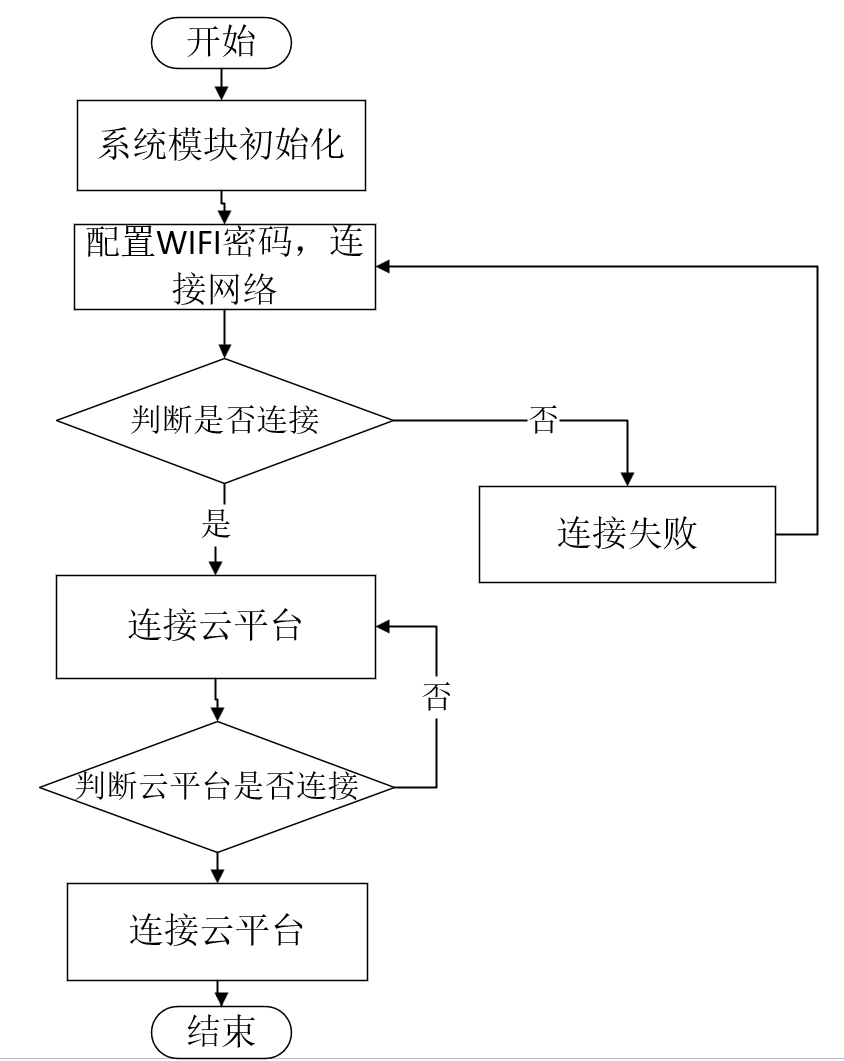 开始
系统模块初始化
配置WIFI密码，连
接网络
判断是否连接
否
是
连接失败
连接云平台
否
判断云平台是否连接
连接云平台
结束